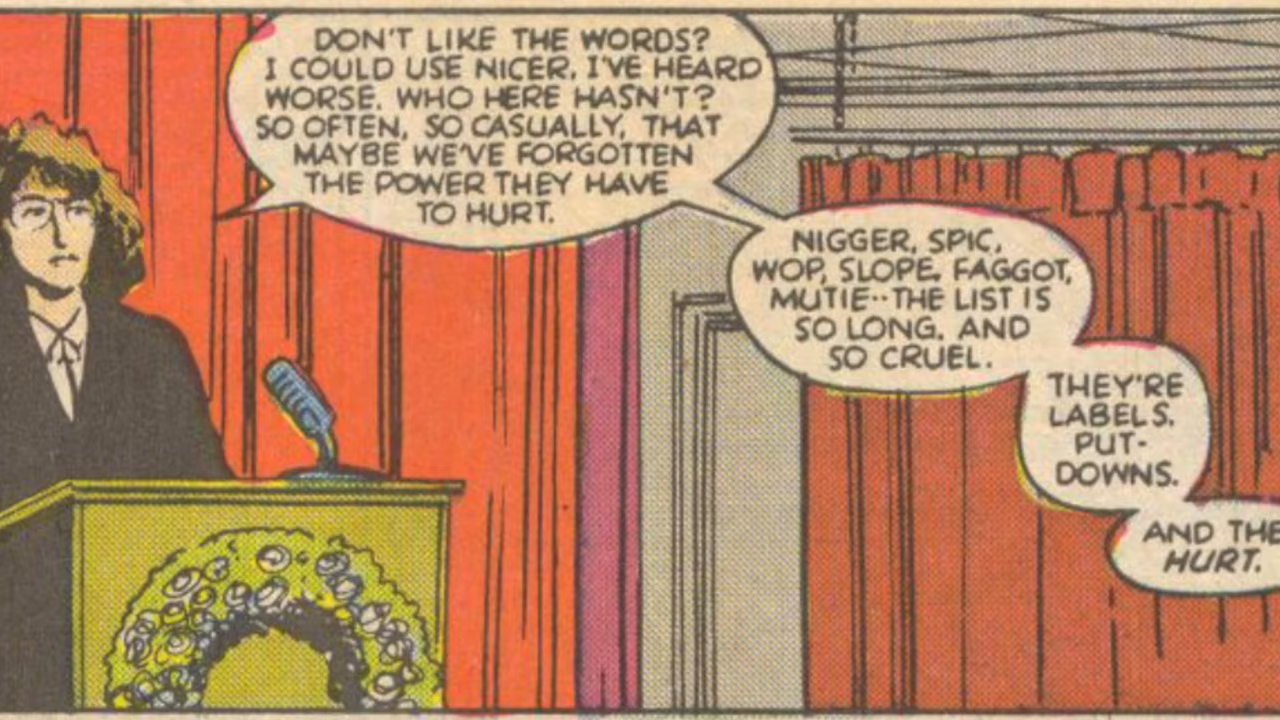 DON'T LIKE THE WORDS?
I COULD USE NICER. I'VE HEARD
WORSE. WHO HERE HASN'T?
SO OFTEN, SO CASUALLY, THAT
MAYBE WE'VE FORGOTTEN
THE POWER THEY HAVE
TO HURT.
NIGGER, SPIC,
WOP, SLOPE, FAGGOT,
MUTIE--THE LIST IS
SO LONG. AND
SO CRUEL.
THEY'RE
LABELS.
PUT-
DOWNS.
AND THE
HURT.